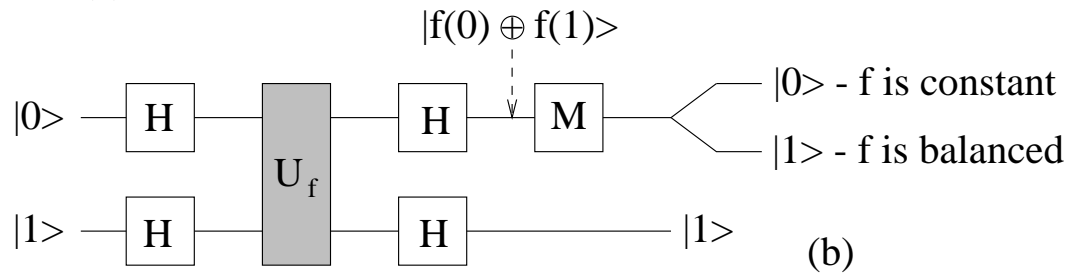 |f(0) ⊕ f(1)>
|0> H H M |0> - f is constant
|1> - f is balanced
U_f
|1> H H |1>
(b)